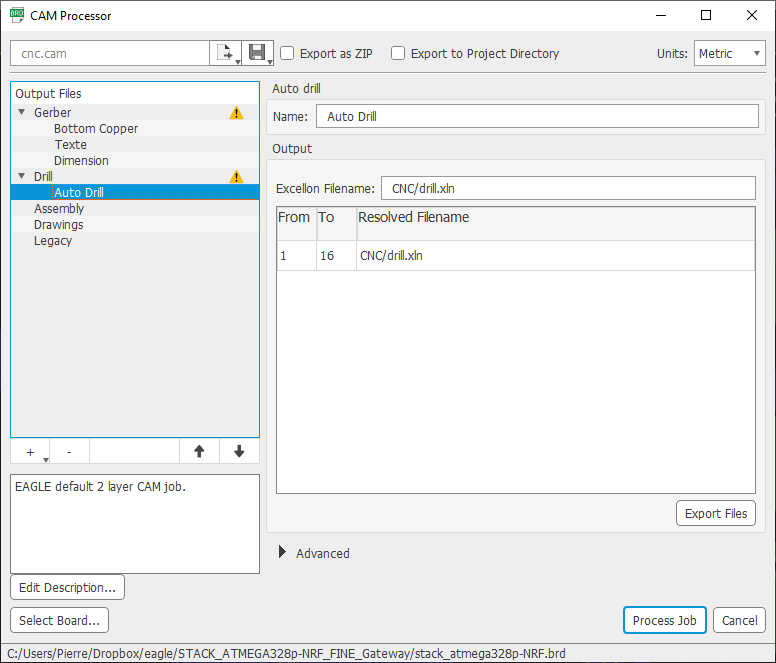 BRD CAM Processor
cnc.cam Export as ZIP Export to Project Directory Units: Metric
Output Files
Gerber
Bottom Copper
Texte
Dimension
Drill
Auto Drill
Assembly
Drawings
Legacy
+ -
EAGLE default 2 layer CAM job.
Edit Description...
Select Board...
Auto drill
Name: Auto Drill
Output
Excellon Filename: CNC/drill.xln
From To Resolved Filename
1 16 CNC/drill.xln
Export Files
Advanced
Process Job Cancel
C:/Users/Pierre/Dropbox/eagle/STACK_ATMEGA328p-NRF_FINE_Gateway/stack_atmega328p-NRF.brd